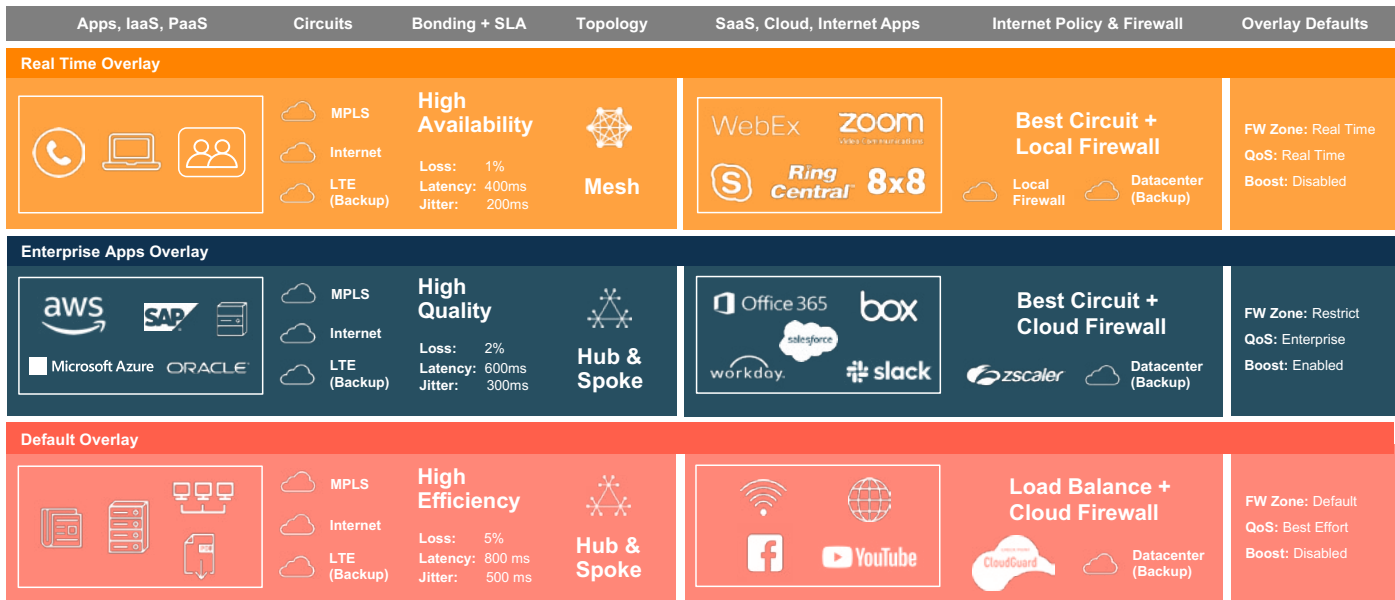 Apps, IaaS, PaaS
Circuits
Bonding + SLA
Topology
SaaS, Cloud, Internet Apps
Internet Policy & Firewall
Overlay Defaults
Real Time Overlay
MPLS
Internet
LTE
(Backup)
High
Availability
Loss: 1%
Latency: 400ms
Jitter: 200ms
Mesh
WebEx
zoom
S
Ring
Central
8x8
Best Circuit +
Local Firewall
Local
Firewall
Datacenter
(Backup)
FW Zone: Real Time
QoS: Real Time
Boost: Disabled
Enterprise Apps Overlay
aws
SAP
Microsoft Azure
ORACLE
MPLS
Internet
LTE
(Backup)
High
Quality
Loss: 2%
Latency: 600ms
Jitter: 300ms
Hub &
Spoke
Office 365
box
salesforce
workday.
slack
Best Circuit +
Cloud Firewall
zscaler
Datacenter
(Backup)
FW Zone: Restrict
QoS: Enterprise
Boost: Enabled
Default Overlay
MPLS
Internet
LTE
(Backup)
High
Efficiency
Loss: 5%
Latency: 800 ms
Jitter: 500 ms
Hub &
Spoke
f
YouTube
Load Balance +
Cloud Firewall
CloudGuard
Datacenter
(Backup)
FW Zone: Default
QoS: Best Effort
Boost: Disabled